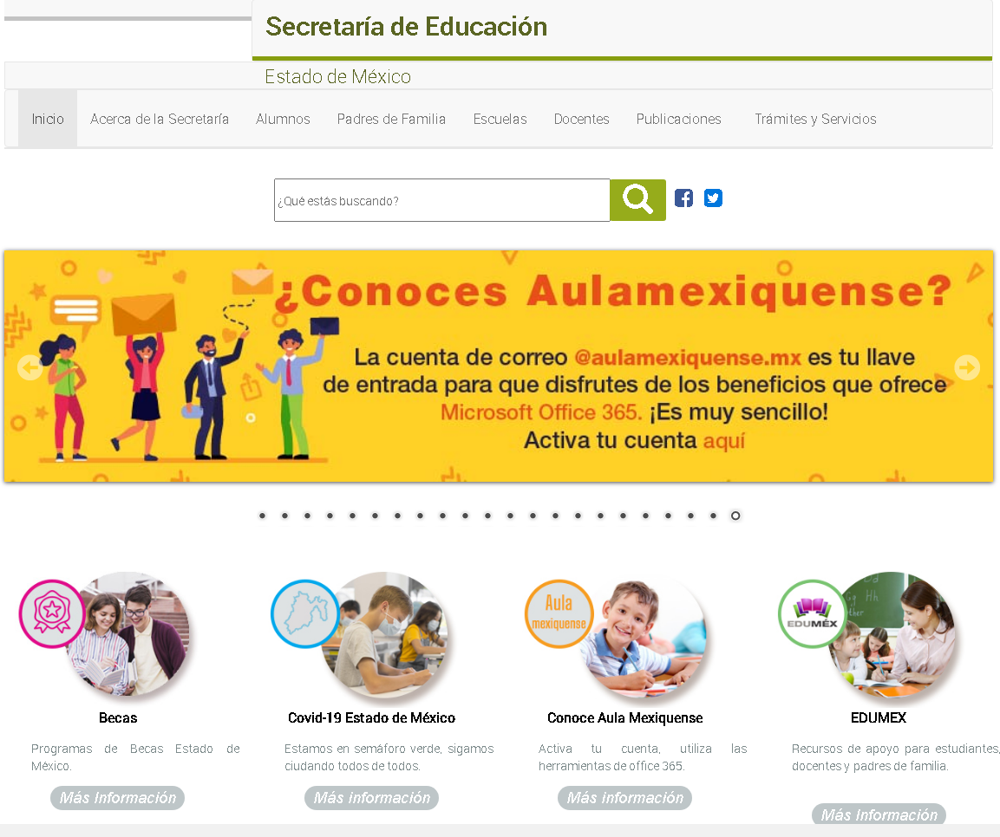 Secretaría de Educación
Estado de México
Inicio Acerca de la Secretaría Alumnos Padres de Familia Escuelas Docentes Publicaciones Trámites y Servicios
¿Qué estás buscando?
¿Conoces Aulamexiquense?
La cuenta de correo @aulamexiquense.mx es tu llave
de entrada para que disfrutes de los beneficios que ofrece
Microsoft Office 365. ¡Es muy sencillo!
Activa tu cuenta aquí
Aula
mexiquense
EDUMÉX
Gg Hh
Becas
Covid-19 Estado de México
Conoce Aula Mexiquense
EDUMEX
Programas de Becas Estado de
México.
Estamos en semáforo verde, sigamos
ciudando todos de todos.
Activa tu cuenta, utiliza las
herramientas de office 365.
Recursos de apoyo para estudiantes,
docentes y padres de familia.
Más Información
Más información
Más información
Más Información